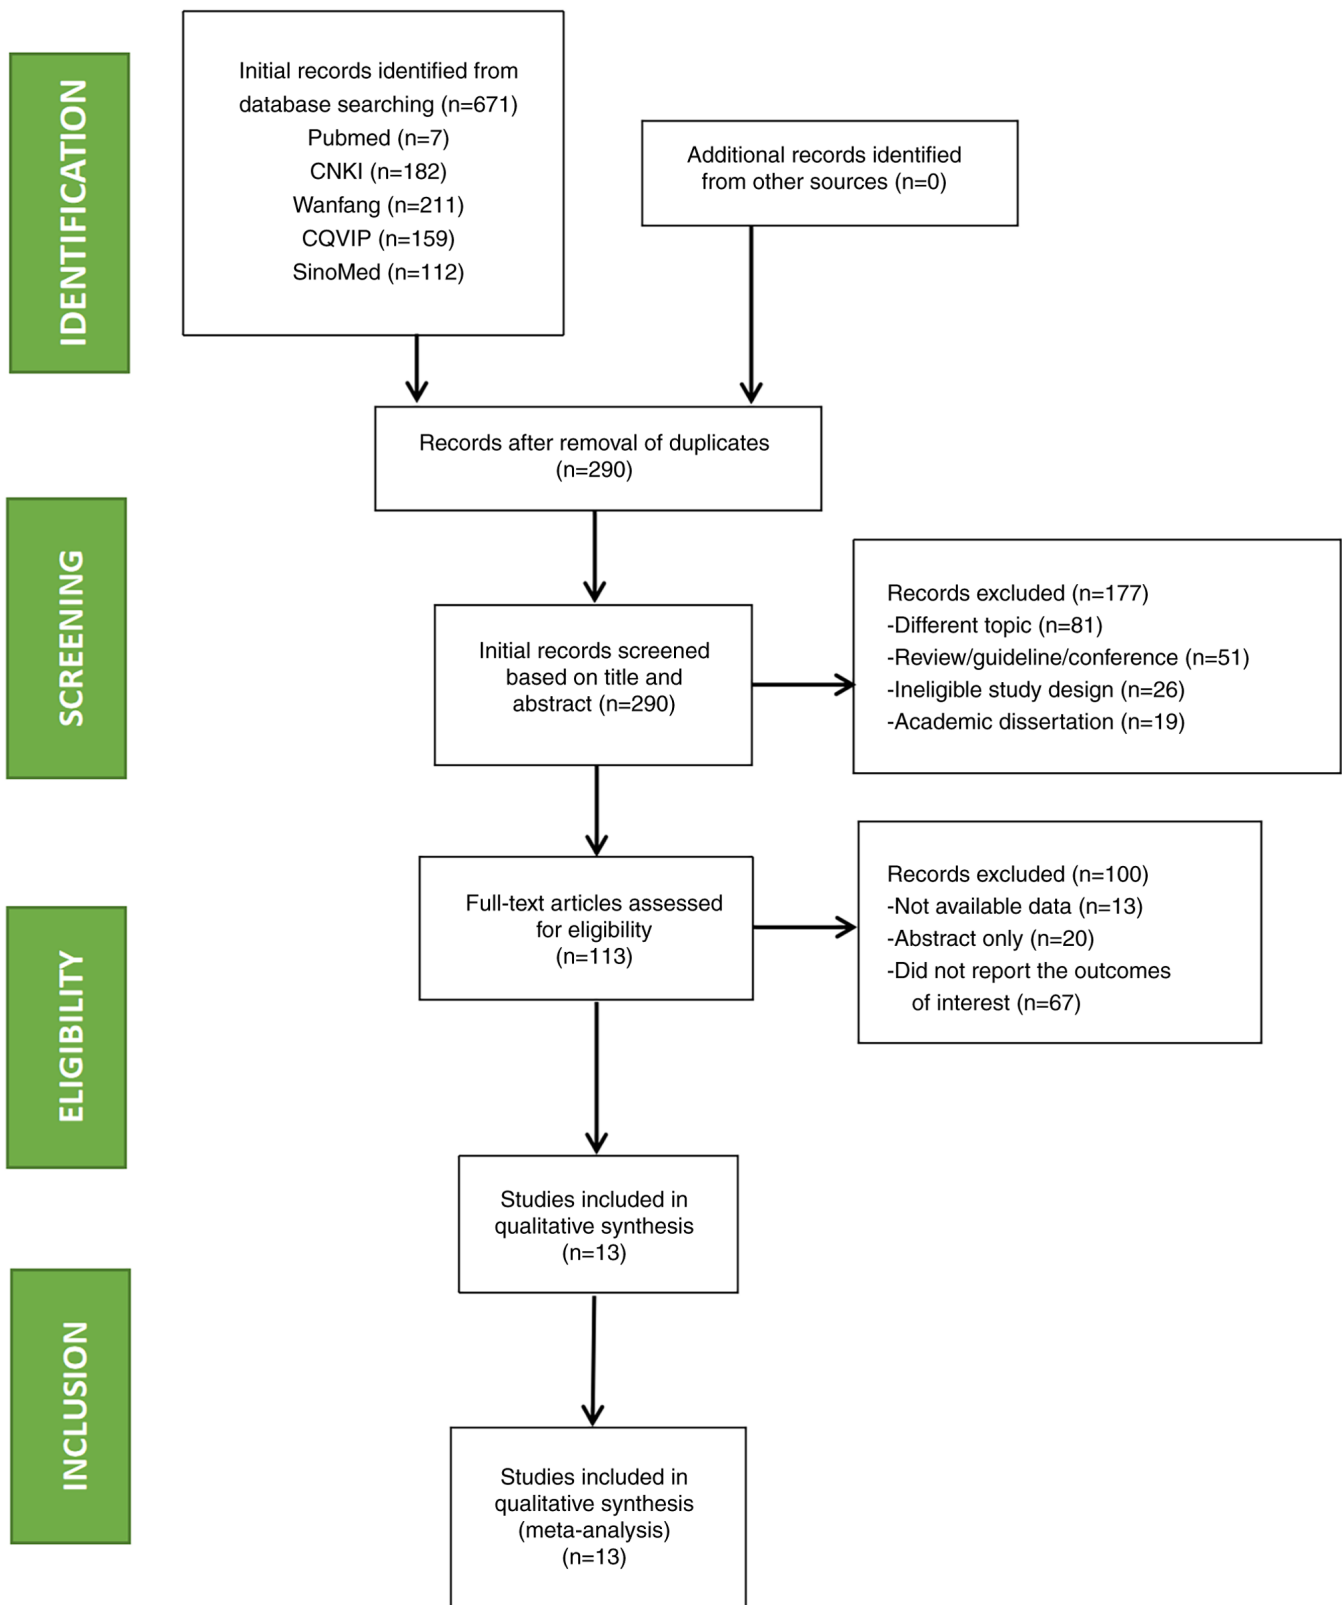 IDENTIFICATION
Initial records identified from
database searching (n=671)
Pubmed (n=7)
CNKI (n=182)
Wanfang (n=211)
CQVIP (n=159)
SinoMed (n=112)
Additional records identified
from other sources (n=0)
Records after removal of duplicates
(n=290)
SCREENING
Initial records screened
based on title and
abstract (n=290)
Records excluded (n=177)
-Different topic (n=81)
-Review/guideline/conference (n=51)
-Ineligible study design (n=26)
-Academic dissertation (n=19)
ELIGIBILITY
Full-text articles assessed
for eligibility
(n=113)
Records excluded (n=100)
-Not available data (n=13)
-Abstract only (n=20)
-Did not report the outcomes
of interest (n=67)
Studies included in
qualitative synthesis
(n=13)
INCLUSION
Studies included in
qualitative synthesis
(meta-analysis)
(n=13)